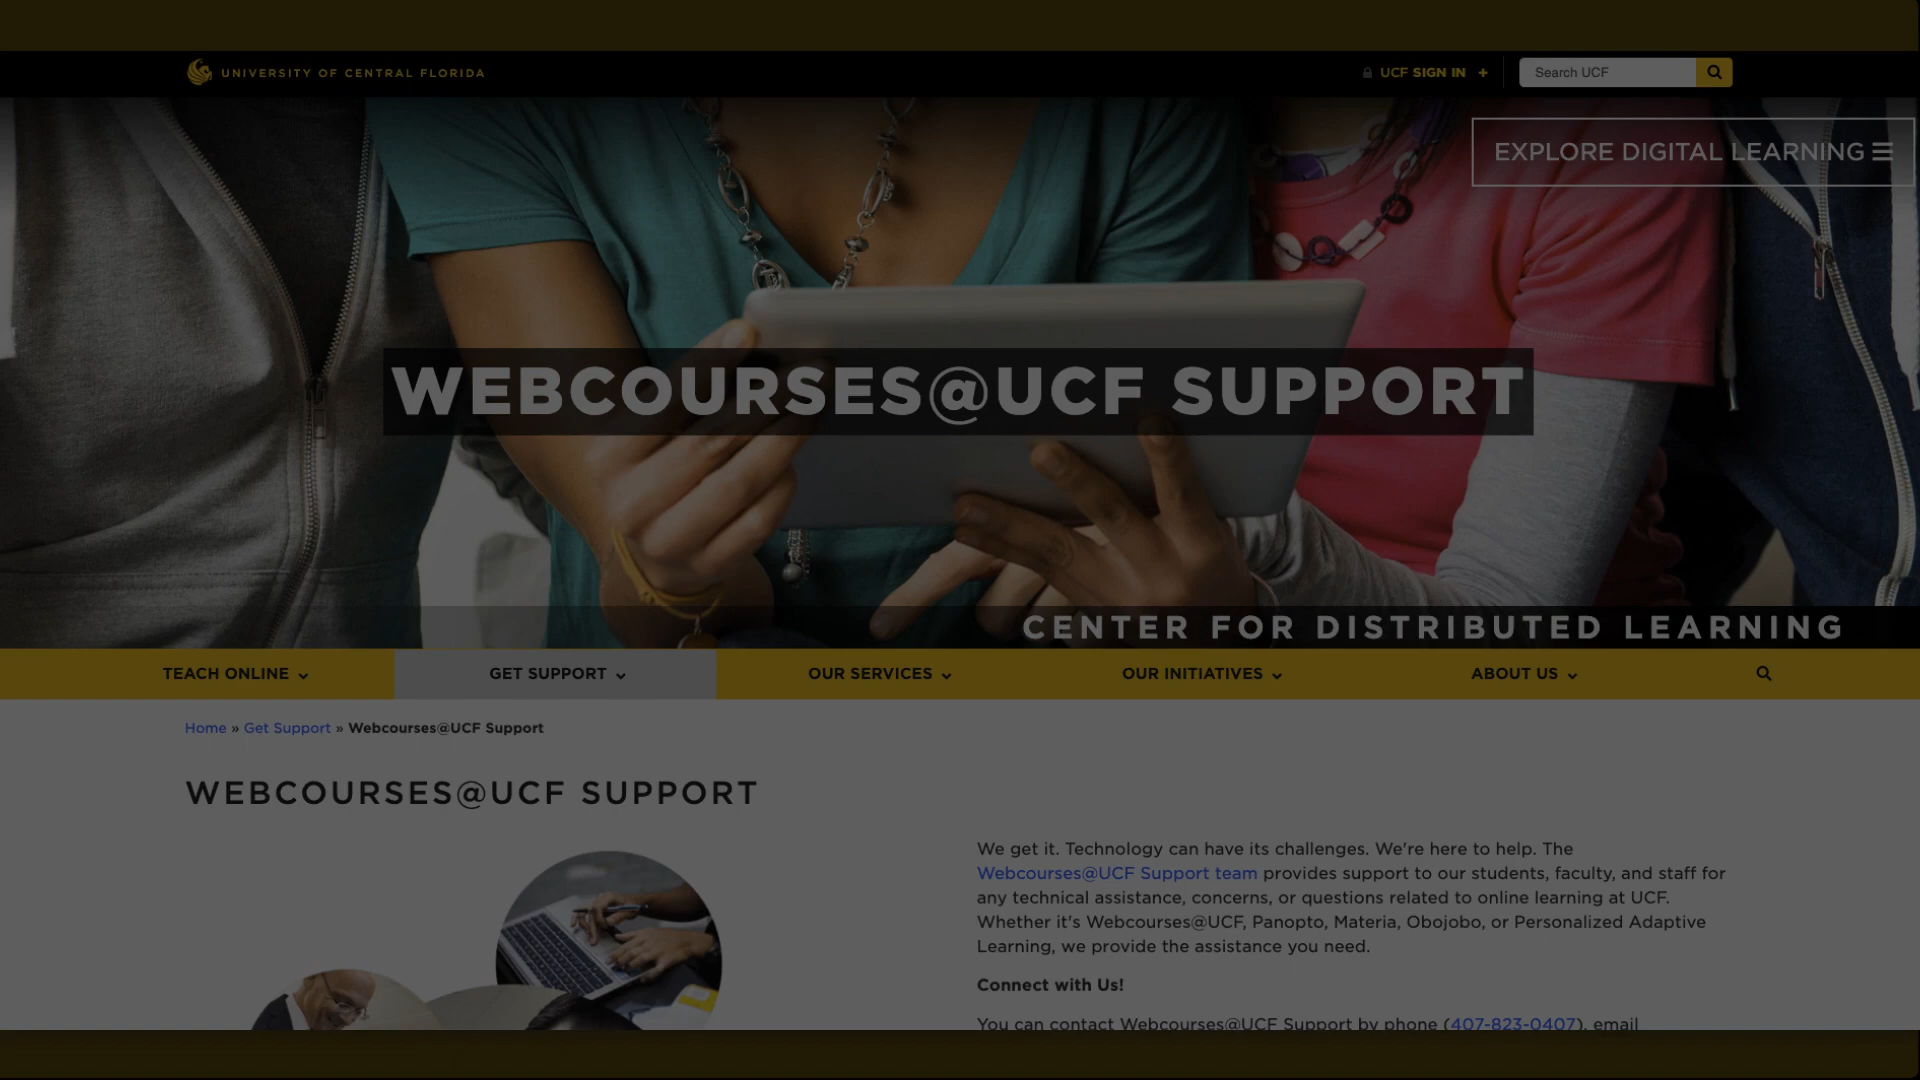 UNIVERSITY OF CENTRAL FLORIDA
UCF SIGN IN +
Search UCF
EXPLORE DIGITAL LEARNING
WEBCOURSES@UCF SUPPORT
CENTER FOR DISTRIBUTED LEARNING
TEACH ONLINE GET SUPPORT OUR SERVICES OUR INITIATIVES ABOUT US
Home » Get Support » Webcourses@UCF Support
WEBCOURSES@UCF SUPPORT
We get it. Technology can have its challenges. We're here to help. The
Webcourses@UCF Support team provides support to our students, faculty, and staff for
any technical assistance, concerns, or questions related to online learning at UCF.
Whether it's Webcourses@UCF, Panopto, Materia, Obojobo, or Personalized Adaptive
Learning, we provide the assistance you need.
Connect with Us!
You can contact Webcourses@UCF Support by phone (407-823-0407), email